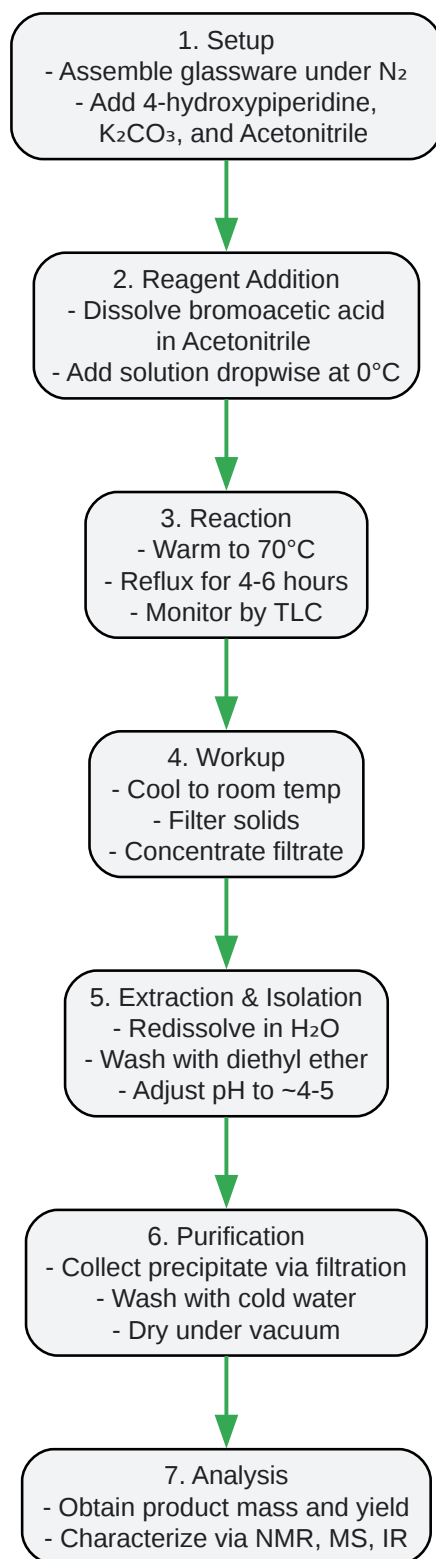 1. Setup
- Assemble glassware under N₂
- Add 4-hydroxypiperidine,
K₂CO₃, and Acetonitrile
2. Reagent Addition
- Dissolve bromoacetic acid
in Acetonitrile
- Add solution dropwise at 0°C
3. Reaction
- Warm to 70°C
- Reflux for 4-6 hours
- Monitor by TLC
4. Workup
- Cool to room temp
- Filter solids
- Concentrate filtrate
5. Extraction & Isolation
- Redissolve in H₂O
- Wash with diethyl ether
- Adjust pH to ~4-5
6. Purification
- Collect precipitate via filtration
- Wash with cold water
- Dry under vacuum
7. Analysis
- Obtain product mass and yield
- Characterize via NMR, MS, IR